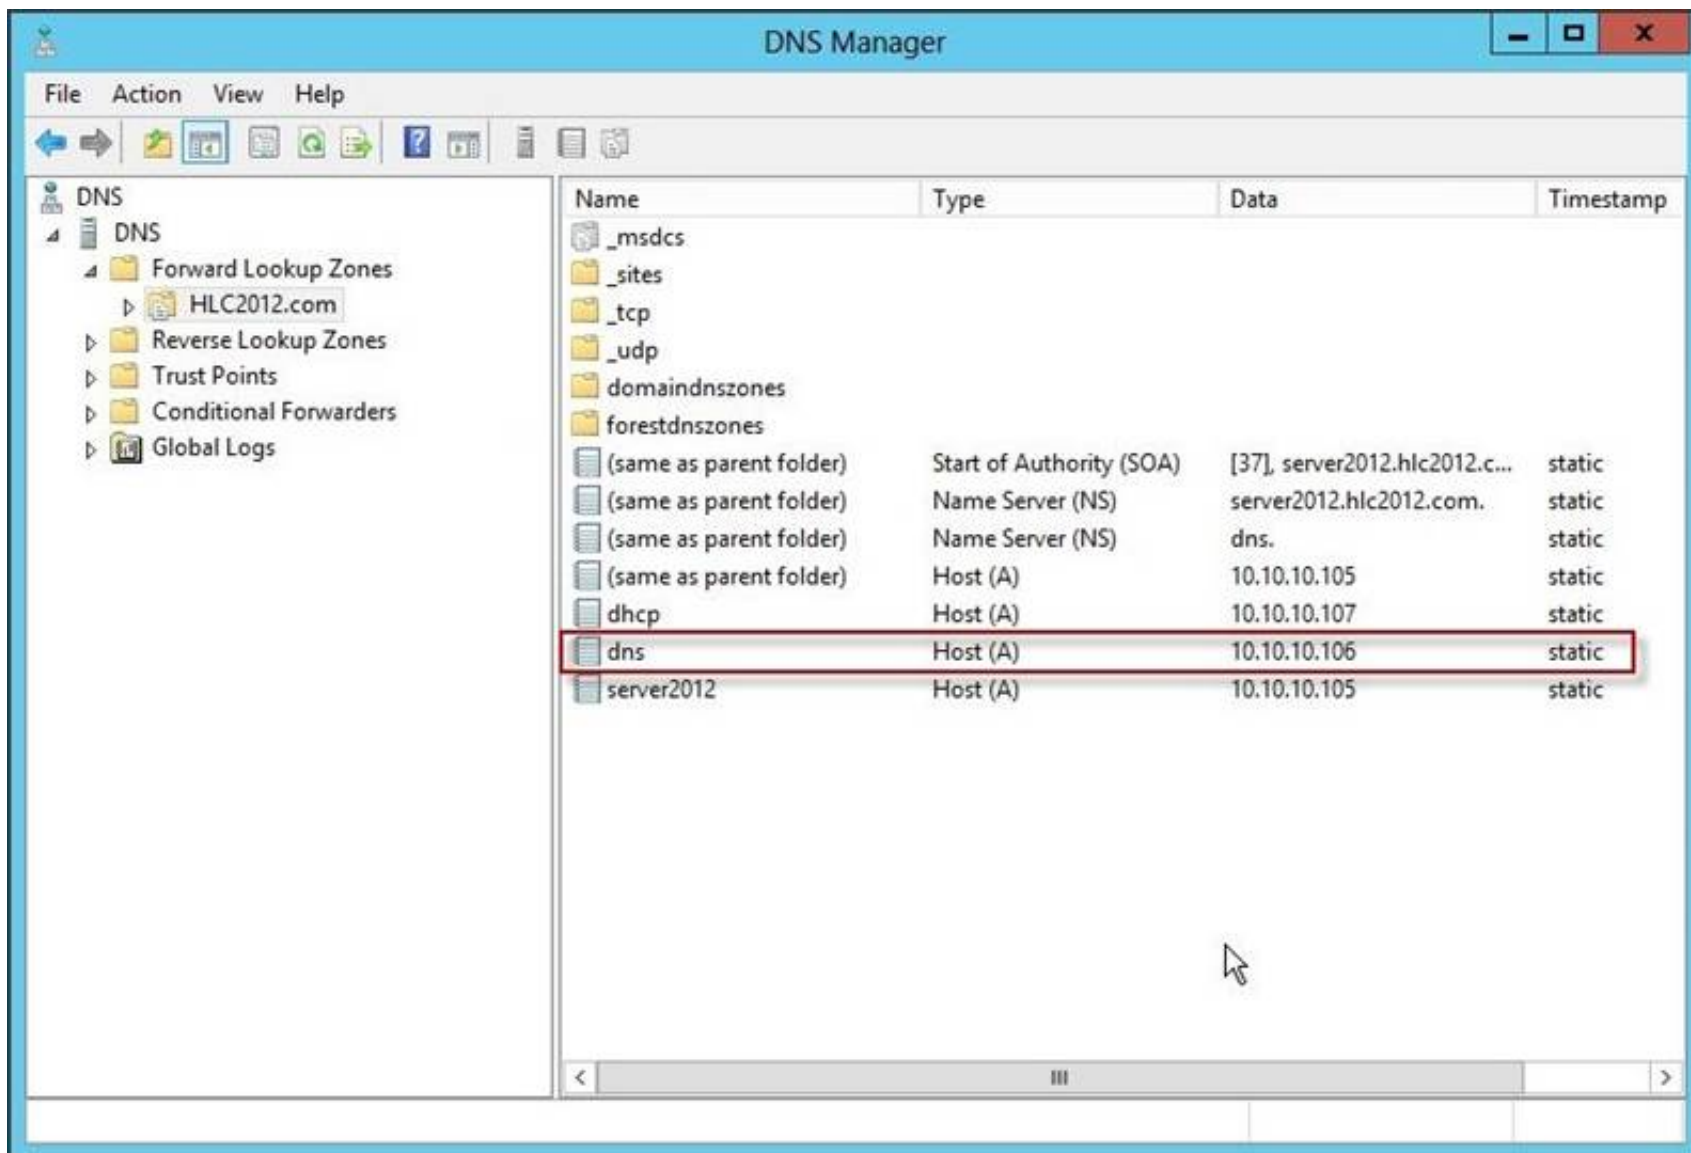 DNS Manager
File Action View Help
DNS
DNS
Forward Lookup Zones
HLC2012.com
Reverse Lookup Zones
Trust Points
Conditional Forwarders
Global Logs
Name Type Data Timestamp
_msdcs
_sites
_tcp
_udp
domaindnszones
forestdnszones
(same as parent folder) Start of Authority (SOA) [37], server2012.hlc2012.c... static
(same as parent folder) Name Server (NS) server2012.hlc2012.com. static
(same as parent folder) Name Server (NS) dns. static
(same as parent folder) Host (A) 10.10.10.105 static
dhcp Host (A) 10.10.10.107 static
dns Host (A) 10.10.10.106 static
server2012 Host (A) 10.10.10.105 static